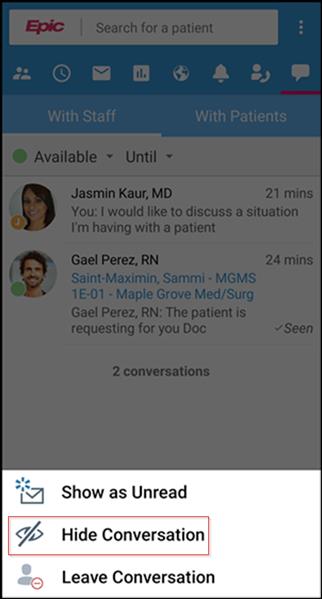 Epic
Search for a patient
With Staff
With Patients
Available
Until
Jasmin Kaur, MD
21 mins
You: I would like to discuss a situation
I'm having with a patient
Gael Perez, RN
24 mins
Saint-Maximin, Sammi - MGMS
1E-01 - Maple Grove Med/Surg
Gael Perez, RN: The patient is
requesting for you Doc
✓Seen
2 conversations
Show as Unread
Hide Conversation
Leave Conversation